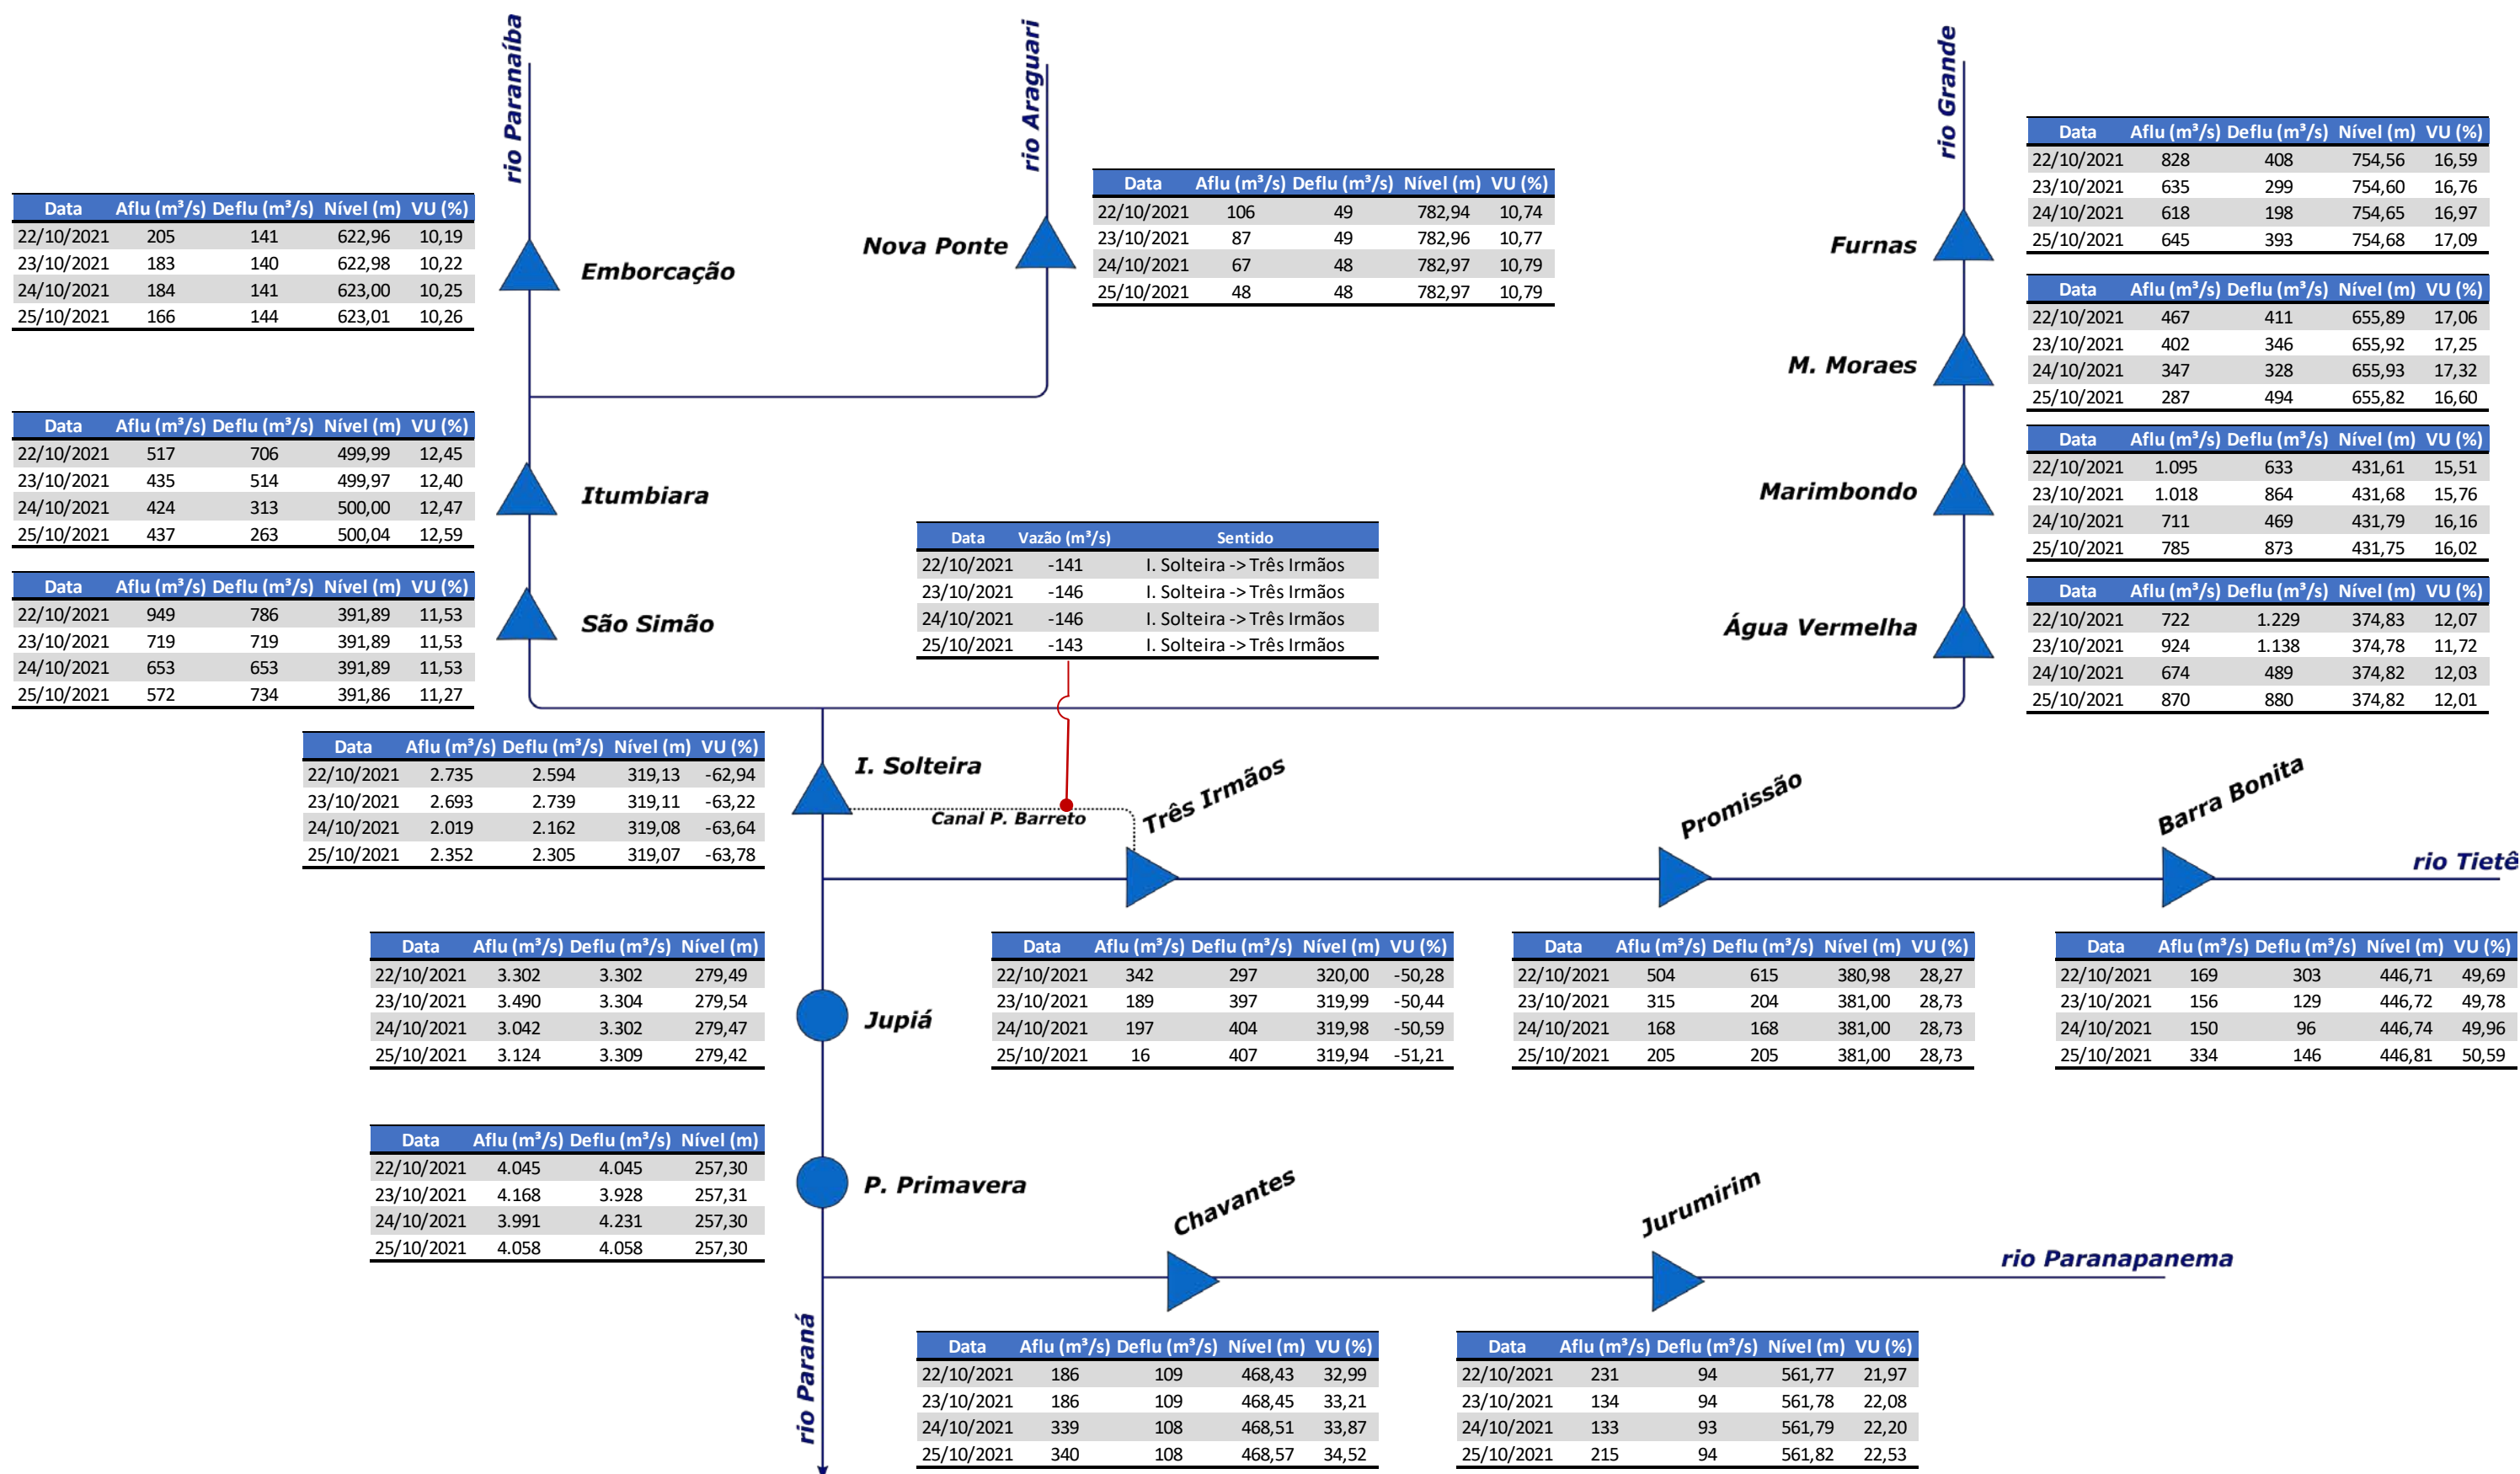 rio Paranaíba
rio Araguari
rio Grande
Data Aflu (m³/s) Deflu (m³/s) Nível (m) VU (%)
22/10/2021 828 408 754,56 16,59
23/10/2021 635 299 754,60 16,76
24/10/2021 618 198 754,65 16,97
25/10/2021 645 393 754,68 17,09
Furnas
Data Aflu (m³/s) Deflu (m³/s) Nível (m) VU (%)
22/10/2021 106 49 782,94 10,74
23/10/2021 87 49 782,96 10,77
24/10/2021 67 48 782,97 10,79
25/10/2021 48 48 782,97 10,79
Nova Ponte
Data Aflu (m³/s) Deflu (m³/s) Nível (m) VU (%)
22/10/2021 205 141 622,96 10,19
23/10/2021 183 140 622,98 10,22
24/10/2021 184 141 623,00 10,25
25/10/2021 166 144 623,01 10,26
Emborcação
Data Aflu (m³/s) Deflu (m³/s) Nível (m) VU (%)
22/10/2021 467 411 655,89 17,06
23/10/2021 402 346 655,92 17,25
24/10/2021 347 328 655,93 17,32
25/10/2021 287 494 655,82 16,60
M. Moraes
Data Aflu (m³/s) Deflu (m³/s) Nível (m) VU (%)
22/10/2021 517 706 499,99 12,45
23/10/2021 435 514 499,97 12,40
24/10/2021 424 313 500,00 12,47
25/10/2021 437 263 500,04 12,59
Itumbiara
Data Aflu (m³/s) Deflu (m³/s) Nível (m) VU (%)
22/10/2021 1.095 633 431,61 15,51
23/10/2021 1.018 864 431,68 15,76
24/10/2021 711 469 431,79 16,16
25/10/2021 785 873 431,75 16,02
Marimbondo
Data Vazão (m³/s) Sentido
22/10/2021 -141 I. Solteira -> Três Irmãos
23/10/2021 -146 I. Solteira -> Três Irmãos
24/10/2021 -146 I. Solteira -> Três Irmãos
25/10/2021 -143 I. Solteira -> Três Irmãos
Data Aflu (m³/s) Deflu (m³/s) Nível (m) VU (%)
22/10/2021 949 786 391,89 11,53
23/10/2021 719 719 391,89 11,53
24/10/2021 653 653 391,89 11,53
25/10/2021 572 734 391,86 11,27
São Simão
Data Aflu (m³/s) Deflu (m³/s) Nível (m) VU (%)
22/10/2021 722 1.229 374,83 12,07
23/10/2021 924 1.138 374,78 11,72
24/10/2021 674 489 374,82 12,03
25/10/2021 870 880 374,82 12,01
Água Vermelha
Data Aflu (m³/s) Deflu (m³/s) Nível (m) VU (%)
22/10/2021 2.735 2.594 319,13 -62,94
23/10/2021 2.693 2.739 319,11 -63,22
24/10/2021 2.019 2.162 319,08 -63,64
25/10/2021 2.352 2.305 319,07 -63,78
I. Solteira
Canal P. Barreto
Três Irmãos
Promissão
Barra Bonita
rio Tietê
Data Aflu (m³/s) Deflu (m³/s) Nível (m)
22/10/2021 3.302 3.302 279,49
23/10/2021 3.490 3.304 279,54
24/10/2021 3.042 3.302 279,47
25/10/2021 3.124 3.309 279,42
Jupiá
Data Aflu (m³/s) Deflu (m³/s) Nível (m) VU (%)
22/10/2021 342 297 320,00 -50,28
23/10/2021 189 397 319,99 -50,44
24/10/2021 197 404 319,98 -50,59
25/10/2021 16 407 319,94 -51,21
Data Aflu (m³/s) Deflu (m³/s) Nível (m) VU (%)
22/10/2021 504 615 380,98 28,27
23/10/2021 315 204 381,00 28,73
24/10/2021 168 168 381,00 28,73
25/10/2021 205 205 381,00 28,73
Data Aflu (m³/s) Deflu (m³/s) Nível (m) VU (%)
22/10/2021 169 303 446,71 49,69
23/10/2021 156 129 446,72 49,78
24/10/2021 150 96 446,74 49,96
25/10/2021 334 146 446,81 50,59
Data Aflu (m³/s) Deflu (m³/s) Nível (m)
22/10/2021 4.045 4.045 257,30
23/10/2021 4.168 3.928 257,31
24/10/2021 3.991 4.231 257,30
25/10/2021 4.058 4.058 257,30
P. Primavera
Chavantes
Jurumirim
rio Paranapanema
rio Paraná
Data Aflu (m³/s) Deflu (m³/s) Nível (m) VU (%)
22/10/2021 186 109 468,43 32,99
23/10/2021 186 109 468,45 33,21
24/10/2021 339 108 468,51 33,87
25/10/2021 340 108 468,57 34,52
Data Aflu (m³/s) Deflu (m³/s) Nível (m) VU (%)
22/10/2021 231 94 561,77 21,97
23/10/2021 134 94 561,78 22,08
24/10/2021 133 93 561,79 22,20
25/10/2021 215 94 561,82 22,53